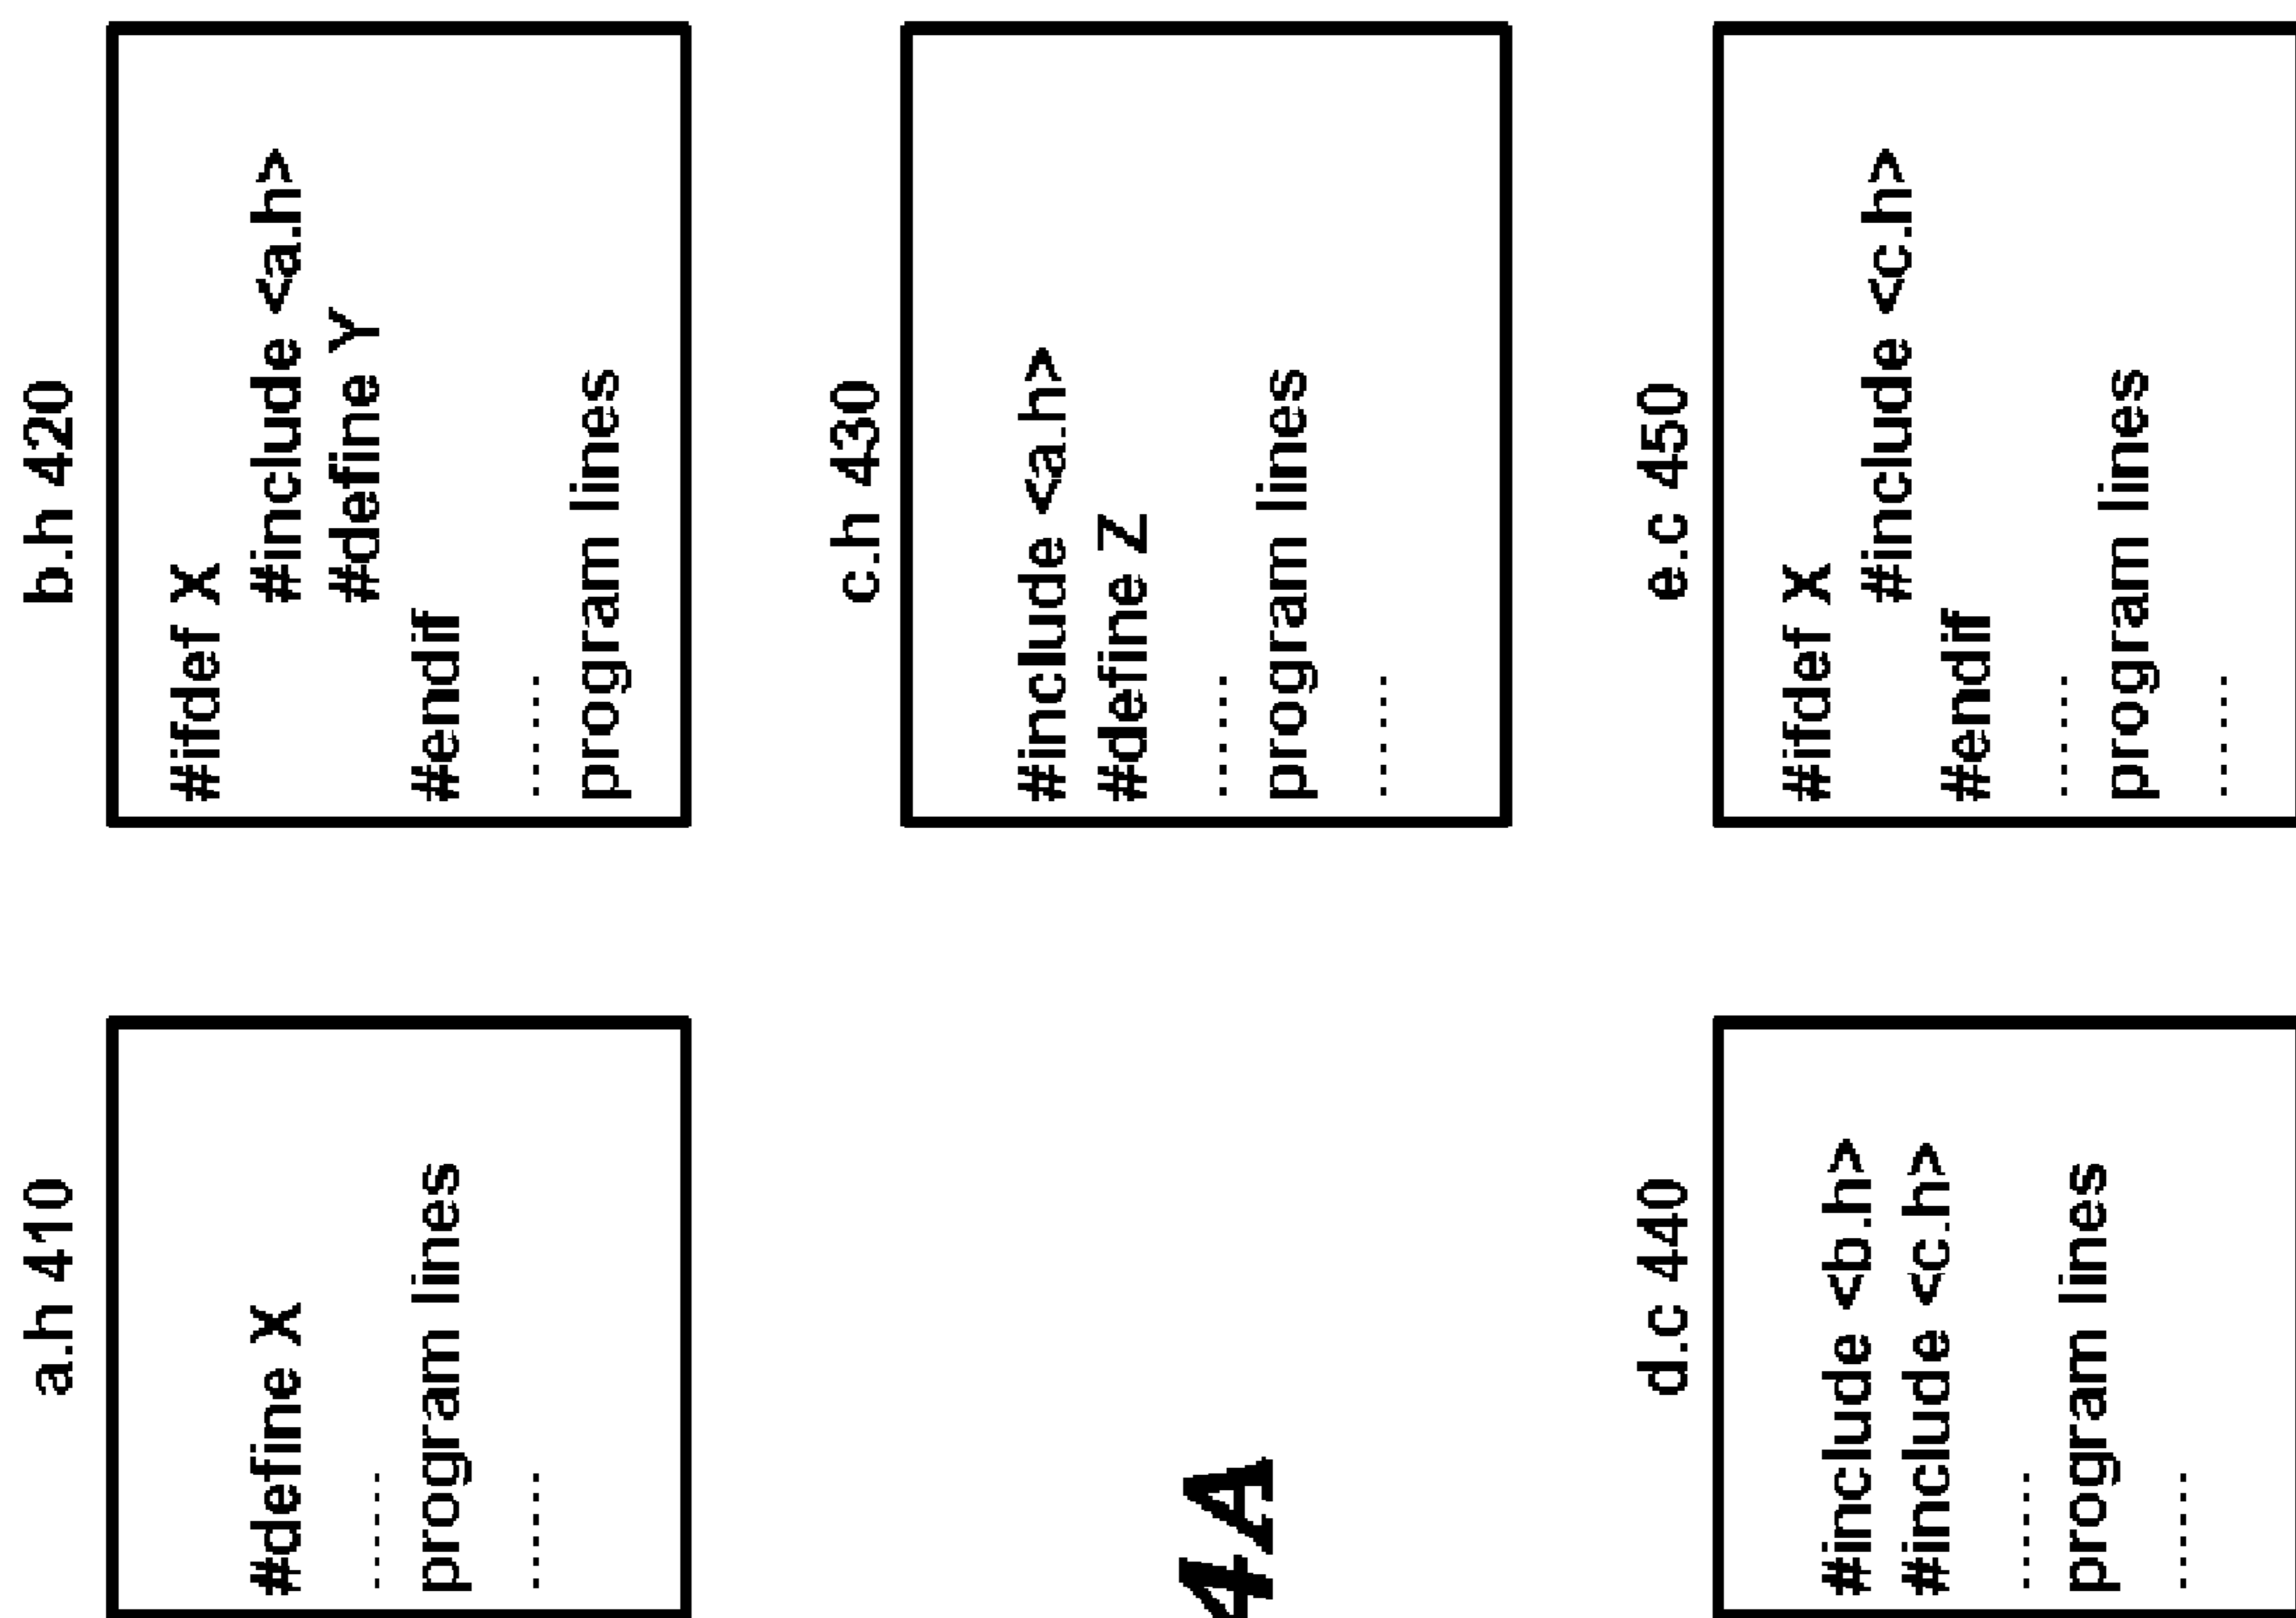 a.h 410
#define X
......
program lines
......
b.h 420
#ifdef X
#include <a.h>
#define Y
#endif
......
program lines
4A
c.h 430
#include <a.h>
#define Z
......
program lines
......
d.c 440
#include <b.h>
#include <c.h>
......
program lines
......
e.c 450
#ifdef X
#include <c.h>
#endif
......
program lines
......